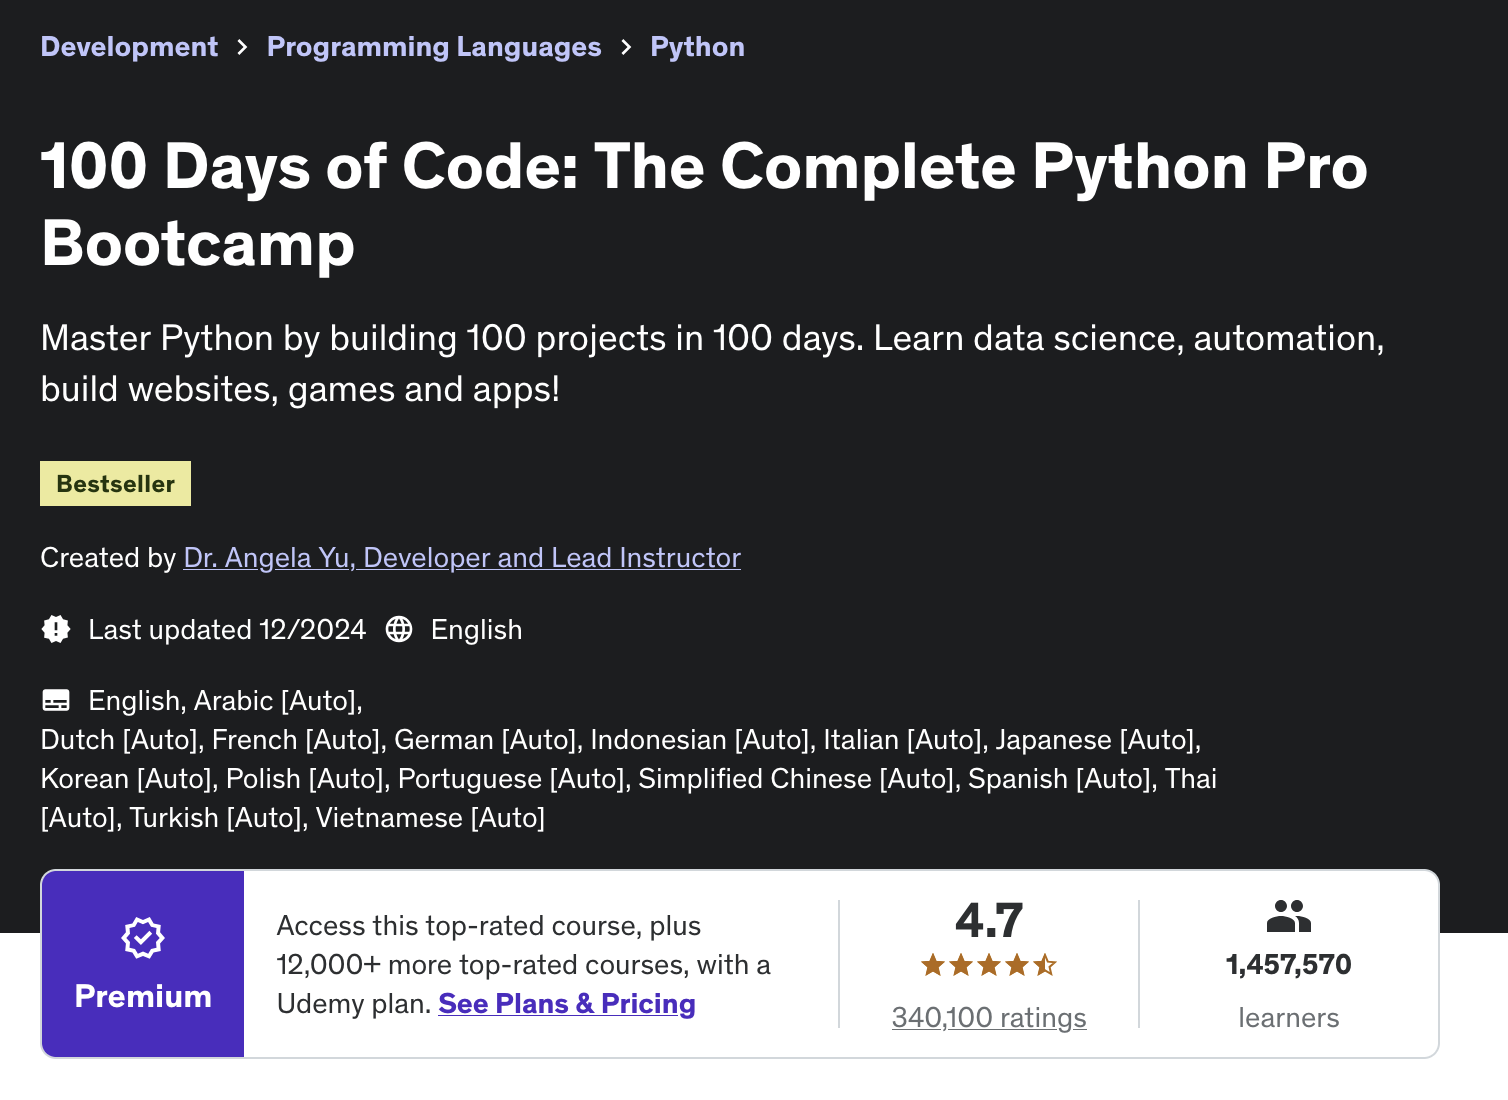 Development > Programming Languages > Python
100 Days of Code: The Complete Python Pro
Bootcamp
Master Python by building 100 projects in 100 days. Learn data science, automation,
build websites, games and apps!
Bestseller
Created by Dr. Angela Yu, Developer and Lead Instructor
Last updated 12/2024 English
English, Arabic [Auto],
Dutch [Auto], French [Auto], German [Auto], Indonesian [Auto], Italian [Auto], Japanese [Auto],
Korean [Auto], Polish [Auto], Portuguese [Auto], Simplified Chinese [Auto], Spanish [Auto], Thai
[Auto], Turkish [Auto], Vietnamese [Auto]
Premium
Access this top-rated course, plus
12,000+ more top-rated courses, with a
Udemy plan. See Plans & Pricing
4.7
340,100 ratings
1,457,570
learners